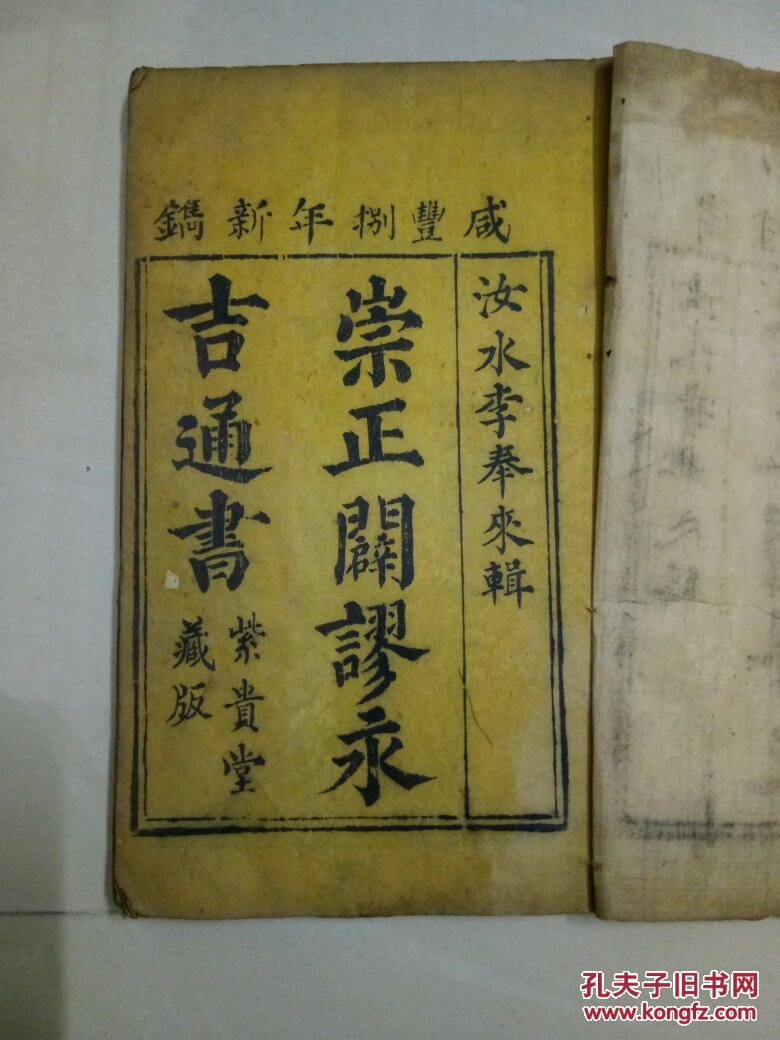 咸豐捌年新鐫
汝水李奉來輯
崇正闢謬永
吉通書
紫貴堂
藏版
孔夫子旧书网
www.kongfz.com